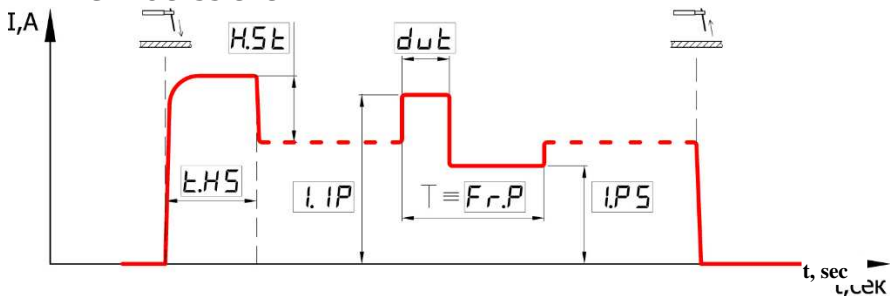 I,A
H.St
dut
t.HS
I.IP
T ≡ Fr.P
I.PS
t, sec
t,сек